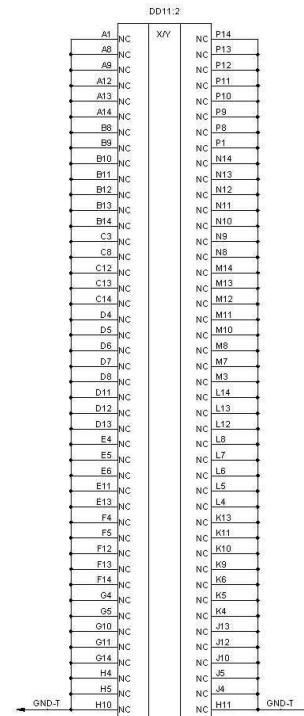 DD11:2
X/Y
A1 NC NC P14
A8 NC NC P13
A9 NC NC P12
A12 NC NC P11
A13 NC NC P10
A14 NC NC P9
B8 NC NC P8
B9 NC NC P1
B10 NC NC N14
B11 NC NC N13
B12 NC NC N12
B13 NC NC N11
B14 NC NC N10
C3 NC NC N9
C8 NC NC N8
C12 NC NC M14
C13 NC NC M13
C14 NC NC M12
D4 NC NC M11
D5 NC NC M10
D6 NC NC M8
D7 NC NC M7
D8 NC NC M3
D11 NC NC L14
D12 NC NC L13
D13 NC NC L12
E4 NC NC L8
E5 NC NC L7
E6 NC NC L6
E11 NC NC L5
E13 NC NC L4
F4 NC NC K13
F5 NC NC K11
F12 NC NC K10
F13 NC NC K9
F14 NC NC K6
G4 NC NC K5
G5 NC NC K4
G10 NC NC J13
G11 NC NC J12
G14 NC NC J10
H4 NC NC J5
H5 NC NC J4
GND-T H10 NC NC H11 GND-T